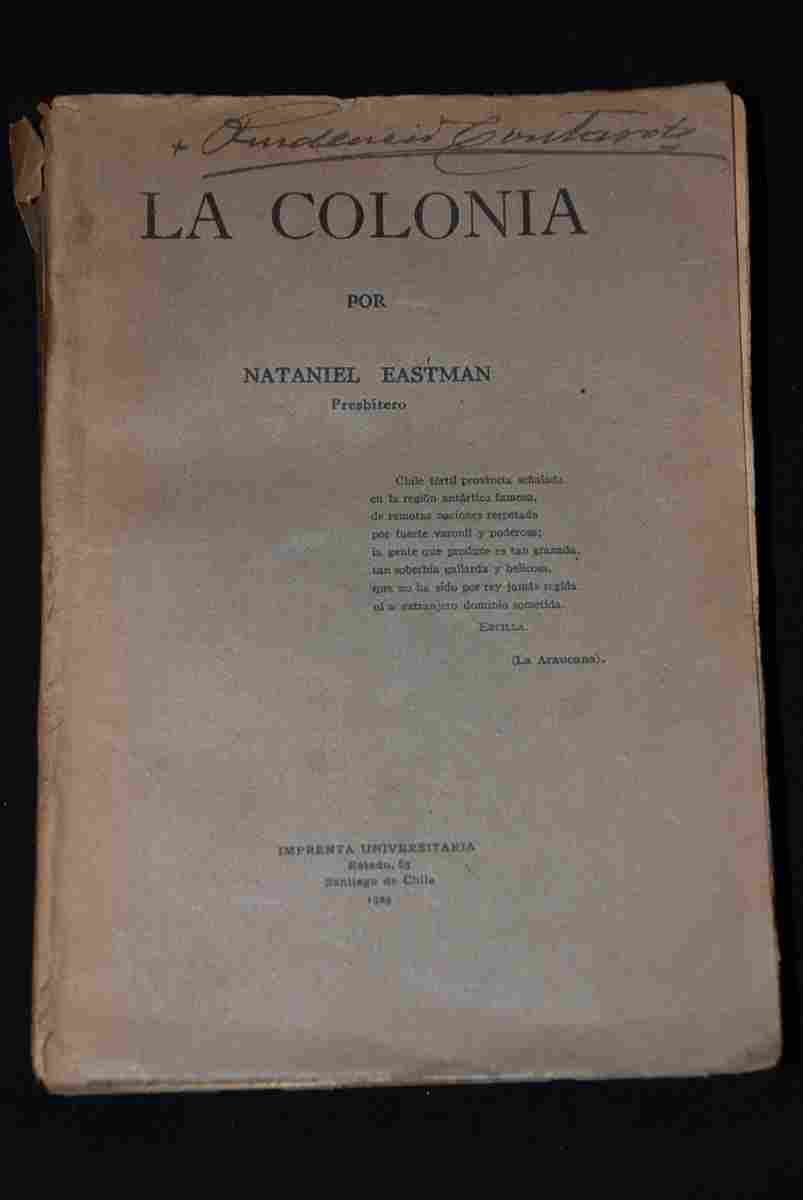 + Prudencio Contardo
LA COLONIA
POR
NATANIEL EASTMAN
Presbítero
Chile fértil provincia señalada
en la región antártica famosa,
de remotas naciones respetada
por fuerte varonil y poderosa;
la gente que produce es tan granada,
tan soberbia gallarda y belicosa,
que no ha sido por rey jamás regida
ni a extranjero dominio sometida.
ERCILLA.
(La Araucana).
IMPRENTA UNIVERSITARIA
Estado, 63
Santiago de Chile